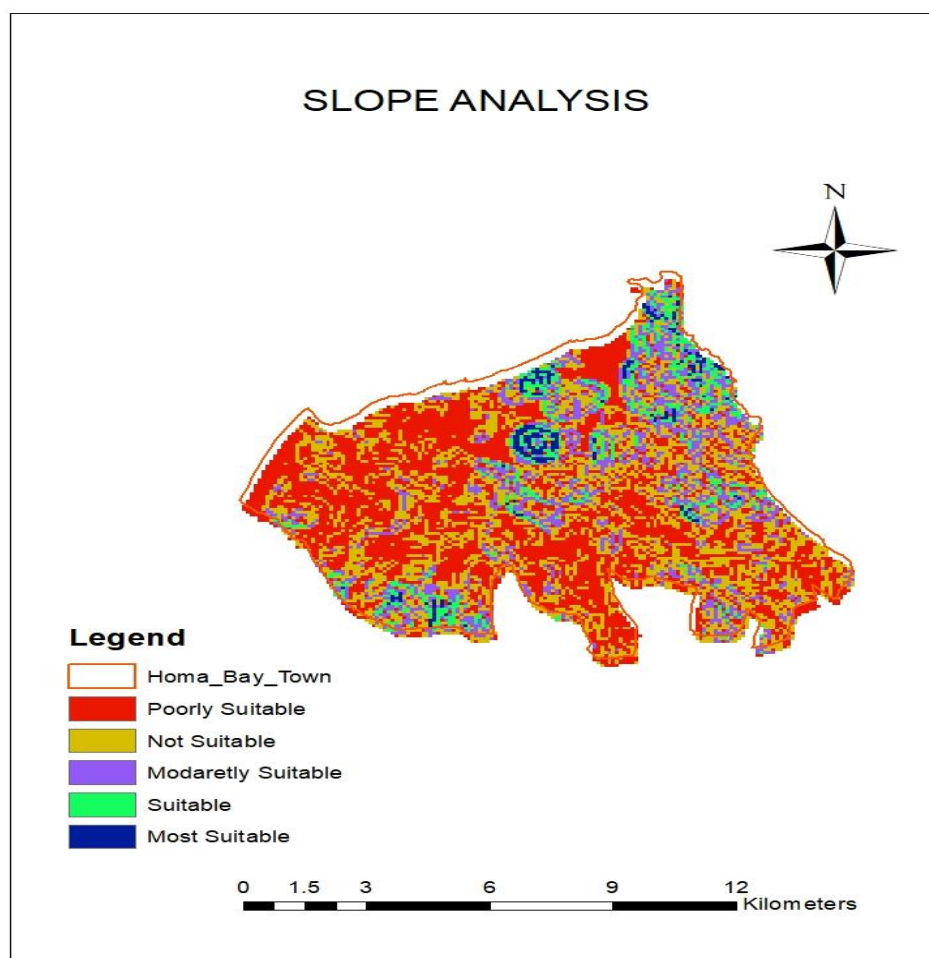 SLOPE ANALYSIS
N
Legend
Homa_Bay_Town
Poorly Suitable
Not Suitable
Modaretly Suitable
Suitable
Most Suitable
0 1.5 3 6 9 12
Kilometers